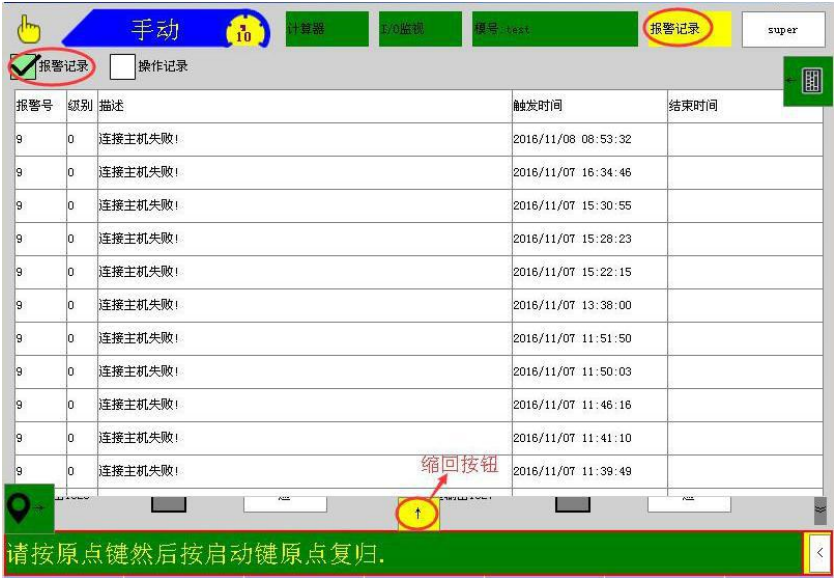 手动
10
计算器
I/O监视
模号:test
报警记录
super
报警记录
操作记录
报警号 级别 描述 触发时间 结束时间
9 0 连接主机失败! 2016/11/08 08:53:32
9 0 连接主机失败! 2016/11/07 16:34:46
9 0 连接主机失败! 2016/11/07 15:30:55
9 0 连接主机失败! 2016/11/07 15:28:23
9 0 连接主机失败! 2016/11/07 15:22:15
9 0 连接主机失败! 2016/11/07 13:38:00
9 0 连接主机失败! 2016/11/07 11:51:50
9 0 连接主机失败! 2016/11/07 11:50:03
9 0 连接主机失败! 2016/11/07 11:46:16
9 0 连接主机失败! 2016/11/07 11:41:10
9 0 连接主机失败! 2016/11/07 11:39:49
缩回按钮
请按原点键然后按启动键原点复归.